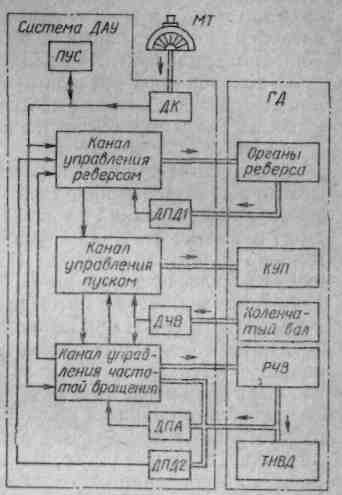 Система ДАУ
МТ
ПУС
ДК
ГД
Канал
управления
реверсом
Органы
реверса
ДПД1
Канал
управления
пуском
КУП
ДЧВ
Коленча-
тый вал
Канал управ-
ления часто-
той вращения
РЧВ
ДПА
ДПД2
ТНВД